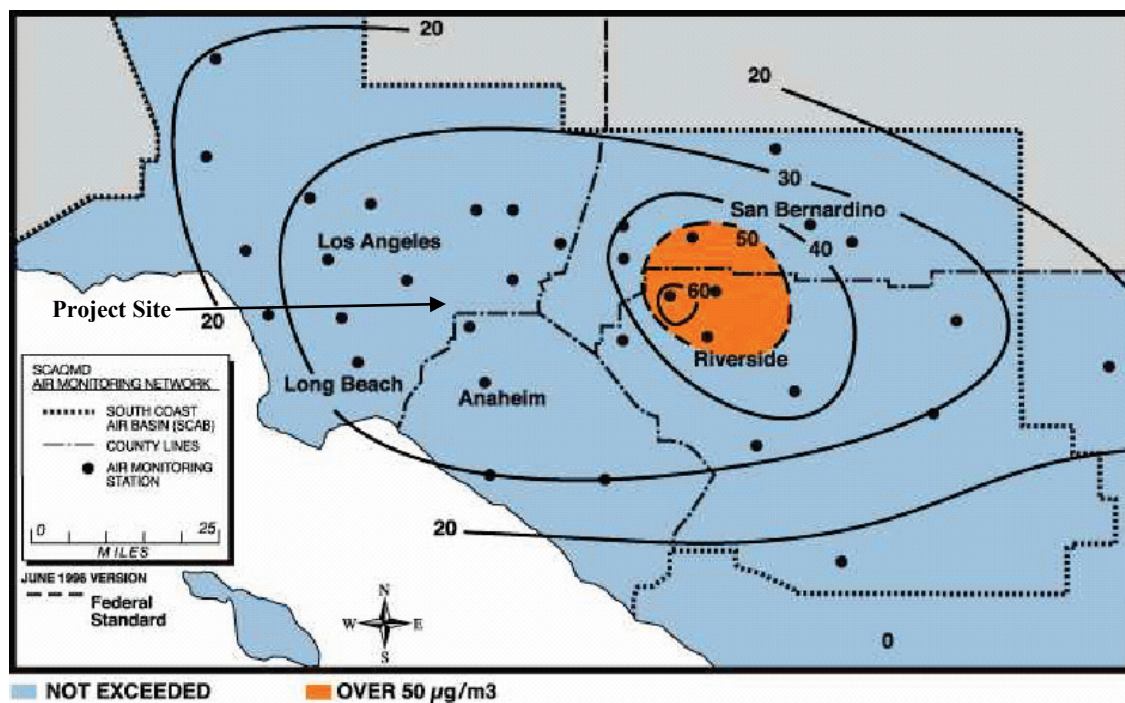 20
20
30
San Bernardino
50
40
Los Angeles
60
Project Site
20
Riverside
Long Beach
Anaheim
SCAQMD
AIR MONITORING NETWORK
SOUTH COAST
AIR BASIN (SCAB)
COUNTY LINES
AIR MONITORING
STATION
0 25
MILES
20
JUNE 1996 VERSION
Federal
Standard
N
W E
S
0
NOT EXCEEDED
OVER 50 µg/m3